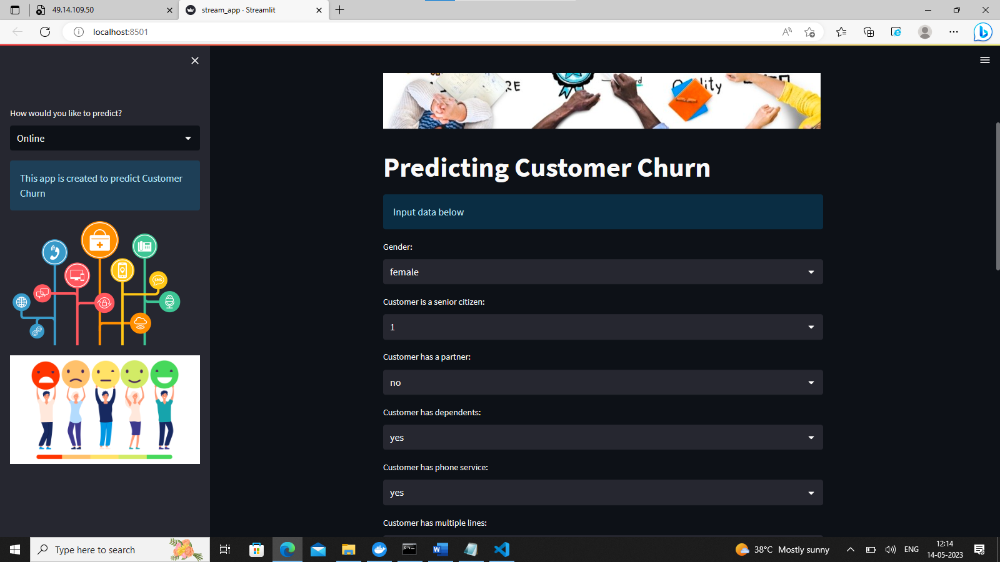 49.14.109.50
stream_app · Streamlit
localhost:8501
How would you like to predict?
Online
This app is created to predict Customer
Churn
SMS
Predicting Customer Churn
Input data below
Gender:
female
Customer is a senior citizen:
1
Customer has a partner:
no
Customer has dependents:
yes
Customer has phone service:
yes
Customer has multiple lines:
Type here to search
38°C Mostly sunny
ENG
12:14
14-05-2023